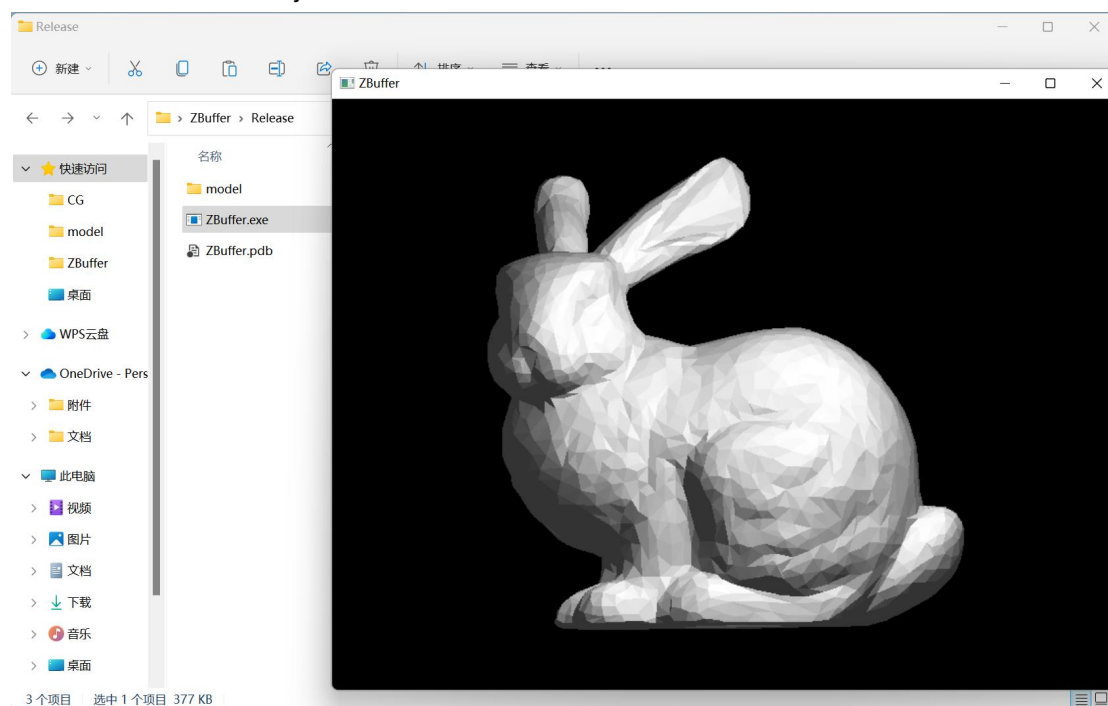 Release
新建
排序
查看
ZBuffer
ZBuffer > Release
名称
快速访问
CG
model
ZBuffer
桌面
WPS云盘
OneDrive - Pers
附件
文档
此电脑
视频
图片
文档
下载
音乐
桌面
model
ZBuffer.exe
ZBuffer.pdb
3 个项目
选中 1 个项目 377 KB